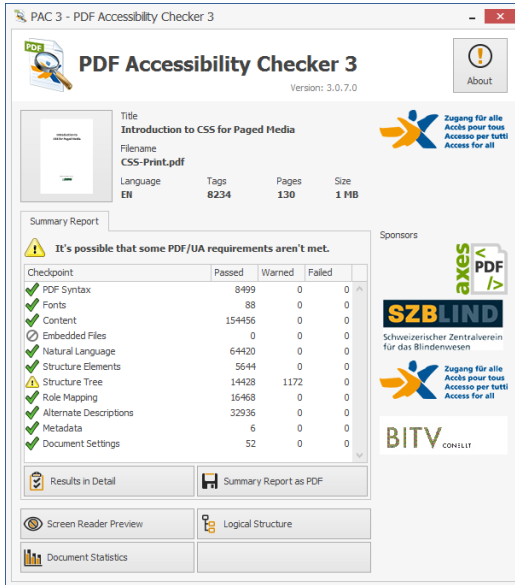 PAC 3 - PDF Accessibility Checker 3
PDF
PDF Accessibility Checker 3
Version: 3.0.7.0
About
Introduction to
CSS for Paged Media
Title
Introduction to CSS for Paged Media
Filename
CSS-Print.pdf
Language Tags Pages Size
EN 8234 130 1 MB
Zugang für alle
Accès pour tous
Accesso per tutti
Access for all
Summary Report
It's possible that some PDF/UA requirements aren't met.
Checkpoint Passed Warned Failed
PDF Syntax 8499 0 0
Fonts 88 0 0
Content 154456 0 0
Embedded Files 0 0 0
Natural Language 64420 0 0
Structure Elements 5644 0 0
Structure Tree 14428 1172 0
Role Mapping 16468 0 0
Alternate Descriptions 32936 0 0
Metadata 6 0 0
Document Settings 52 0 0
Results in Detail
Summary Report as PDF
Screen Reader Preview
Logical Structure
Document Statistics
Sponsors
axes
<
PDF
/>
SZBLIND
Schweizerischer Zentralverein
für das Blindenwesen
Zugang für alle
Accès pour tous
Accesso per tutti
Access for all
BITV CONSULT